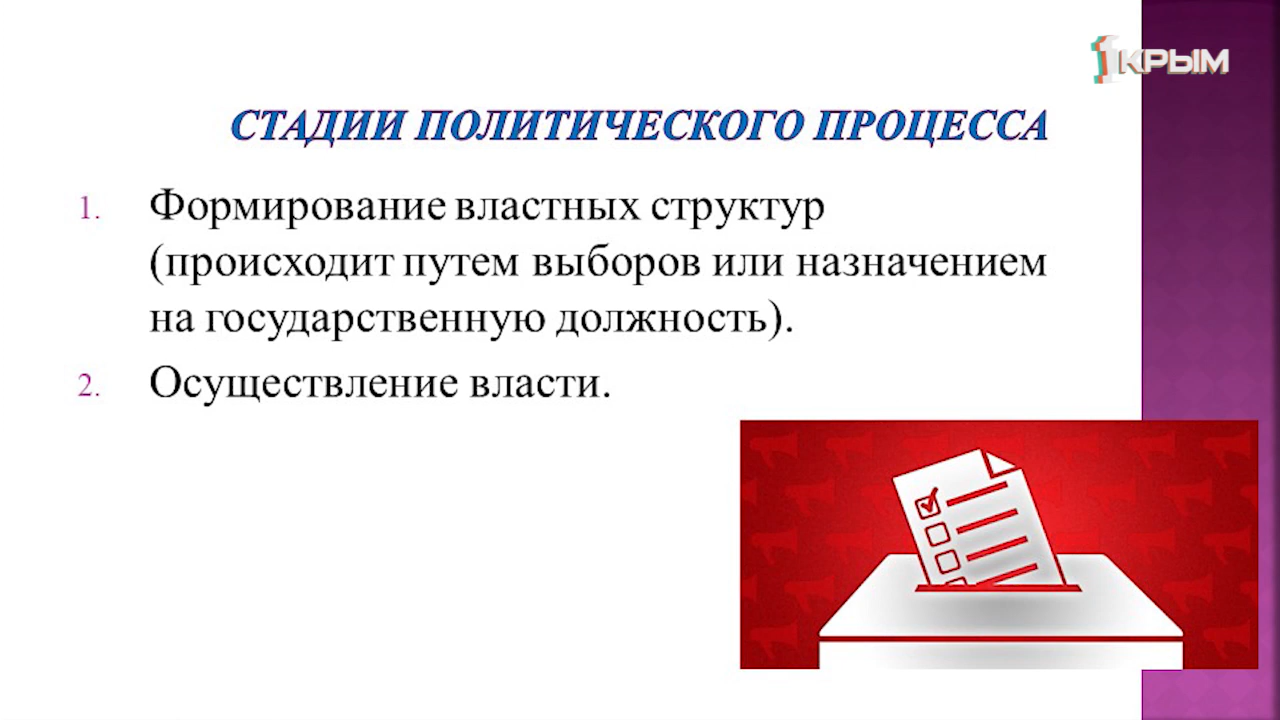 1КРЫМ
СТАДИИ ПОЛИТИЧЕСКОГО ПРОЦЕССА
1. Формирование властных структур
(происходит путем выборов или назначением
на государственную должность).
2. Осуществление власти.